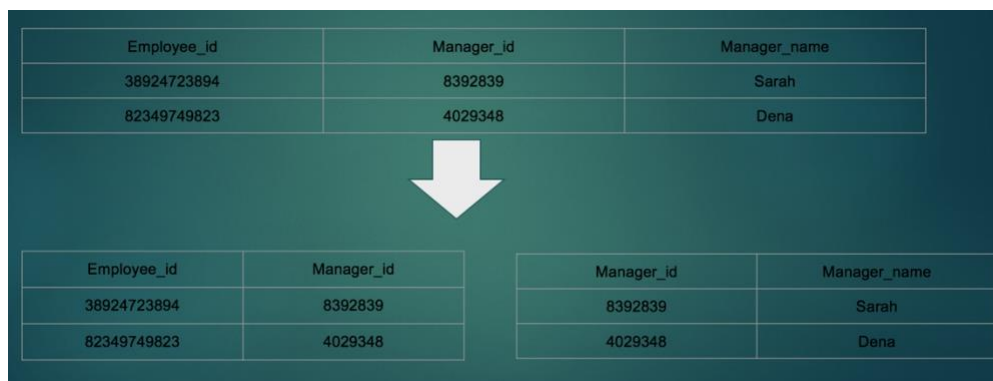 Employee_id Manager_id Manager_name
38924723894 8392839 Sarah
82349749823 4029348 Dena
Employee_id Manager_id
38924723894 8392839
82349749823 4029348
Manager_id Manager_name
8392839 Sarah
4029348 Dena